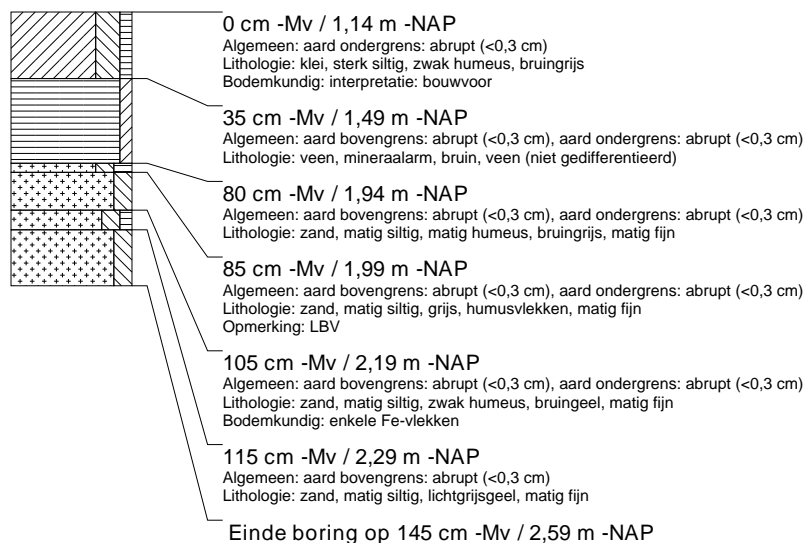 0 cm -Mv / 1,14 m -NAP
Algemeen: aard ondergrens: abrupt (<0,3 cm)
Lithologie: klei, sterk siltig, zwak humeus, bruingrijs
Bodemkundig: interpretatie: bouwvoor
35 cm -Mv / 1,49 m -NAP
Algemeen: aard bovengrens: abrupt (<0,3 cm), aard ondergrens: abrupt (<0,3 cm)
Lithologie: veen, mineraalarm, bruin, veen (niet gedifferentieerd)
80 cm -Mv / 1,94 m -NAP
Algemeen: aard bovengrens: abrupt (<0,3 cm), aard ondergrens: abrupt (<0,3 cm)
Lithologie: zand, matig siltig, matig humeus, bruingrijs, matig fijn
85 cm -Mv / 1,99 m -NAP
Algemeen: aard bovengrens: abrupt (<0,3 cm), aard ondergrens: abrupt (<0,3 cm)
Lithologie: zand, matig siltig, grijs, humusvlekken, matig fijn
Opmerking: LBV
105 cm -Mv / 2,19 m -NAP
Algemeen: aard bovengrens: abrupt (<0,3 cm), aard ondergrens: abrupt (<0,3 cm)
Lithologie: zand, matig siltig, zwak humeus, bruingeel, matig fijn
Bodemkundig: enkele Fe-vlekken
115 cm -Mv / 2,29 m -NAP
Algemeen: aard bovengrens: abrupt (<0,3 cm)
Lithologie: zand, matig siltig, lichtgrijsgeel, matig fijn
Einde boring op 145 cm -Mv / 2,59 m -NAP